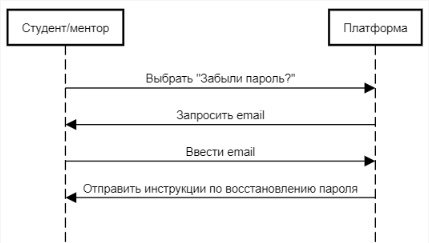 Студент/ментор
Платформа
Выбрать "Забыли пароль?"
Запросить email
Ввести email
Отправить инструкции по восстановлению пароля